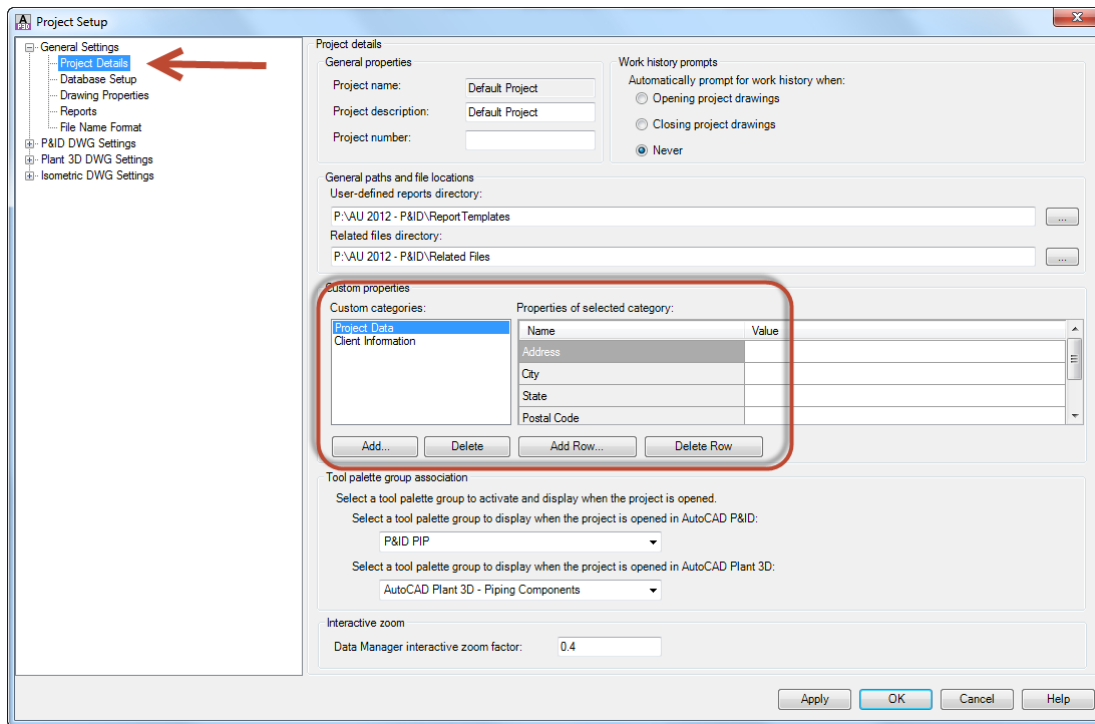 Project Setup
General Settings
Project Details
Database Setup
Drawing Properties
Reports
File Name Format
P&ID DWG Settings
Plant 3D DWG Settings
Isometric DWG Settings
Project details
General properties
Project name: Default Project
Project description: Default Project
Project number:
Work history prompts
Automatically prompt for work history when:
Opening project drawings
Closing project drawings
Never
General paths and file locations
User-defined reports directory:
P:\AU 2012 - P&ID\ReportTemplates
...
Related files directory:
P:\AU 2012 - P&ID\Related Files
...
Custom properties
Custom categories:
Project Data
Client Information
Properties of selected category:
Name Value
Address
City
State
Postal Code
Add... Delete Add Row... Delete Row
Tool palette group association
Select a tool palette group to activate and display when the project is opened.
Select a tool palette group to display when the project is opened in AutoCAD P&ID:
P&ID PIP
Select a tool palette group to display when the project is opened in AutoCAD Plant 3D:
AutoCAD Plant 3D - Piping Components
Interactive zoom
Data Manager interactive zoom factor: 0.4
Apply OK Cancel Help